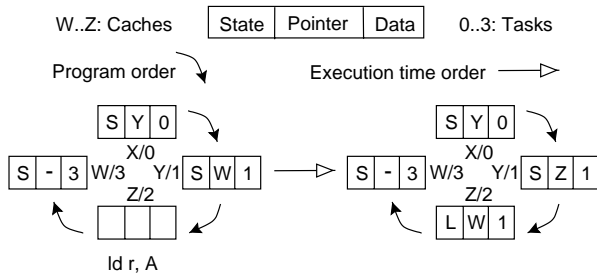 W..Z: Caches State Pointer Data 0..3: Tasks
Program order Execution time order
S Y 0 S Y 0
X/0 X/0
S - 3 W/3 Y/1 S W 1 S - 3 W/3 Y/1 S Z 1
Z/2 Z/2
L W 1
ld r, A